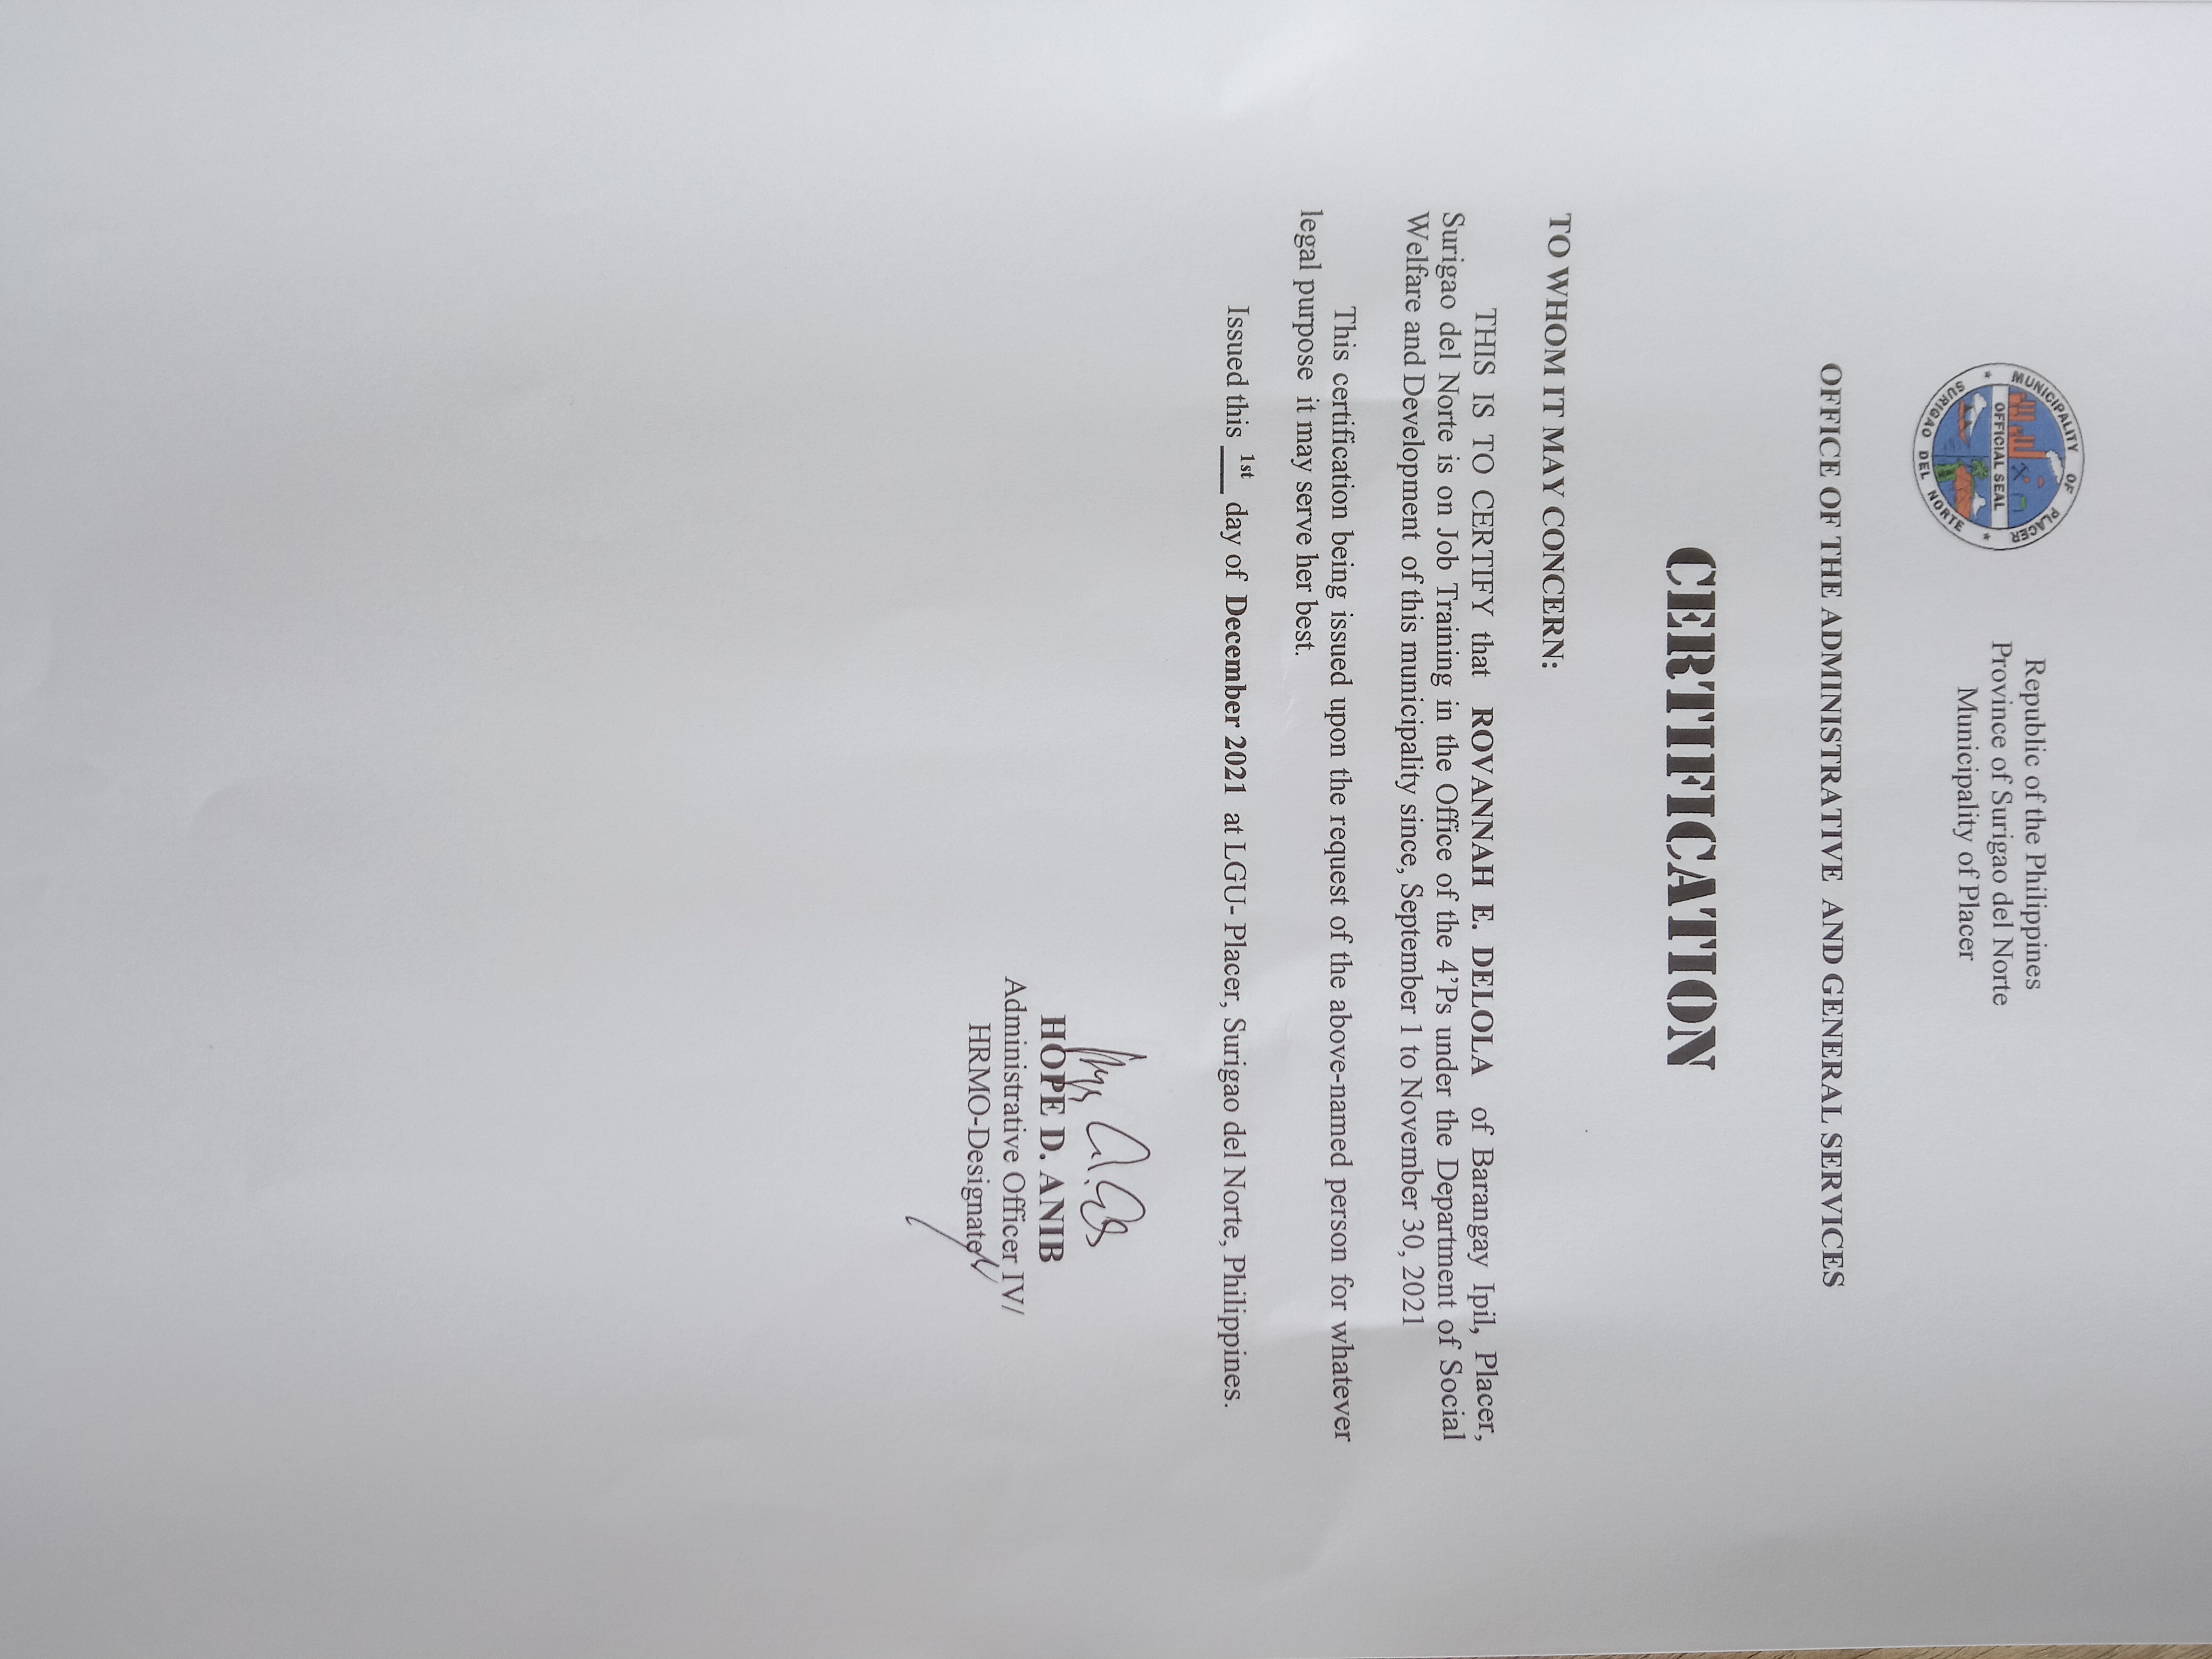 MUNICIPALITY OF PLACER
OFFICIAL SEAL
SURIGAO DEL NORTE
Republic of the Philippines
Province of Surigao del Norte
Municipality of Placer
OFFICE OF THE ADMINISTRATIVE AND GENERAL SERVICES
CERTIFICATION
TO WHOM IT MAY CONCERN:
THIS IS TO CERTIFY that ROVANNAH E. DELOLA of Barangay Ipil, Placer,
Surigao del Norte is on Job Training in the Office of the 4'Ps under the Department of Social
Welfare and Development of this municipality since, September 1 to November 30, 2021
This certification being issued upon the request of the above-named person for whatever
legal purpose it may serve her best.
Issued this 1st day of December 2021 at LGU- Placer, Surigao del Norte, Philippines.
HOPE D. ANIB
Administrative Officer IV/
HRMO-Designate